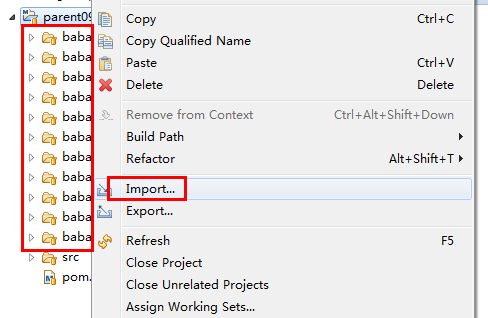 parent09
baba
baba
baba
baba
baba
baba
baba
baba
baba
baba
baba
src
pom.
Copy Ctrl+C
Copy Qualified Name
Paste Ctrl+V
Delete Delete
Remove from Context Ctrl+Alt+Shift+Down
Build Path
Refactor Alt+Shift+T
Import...
Export...
Refresh F5
Close Project
Close Unrelated Projects
Assign Working Sets...